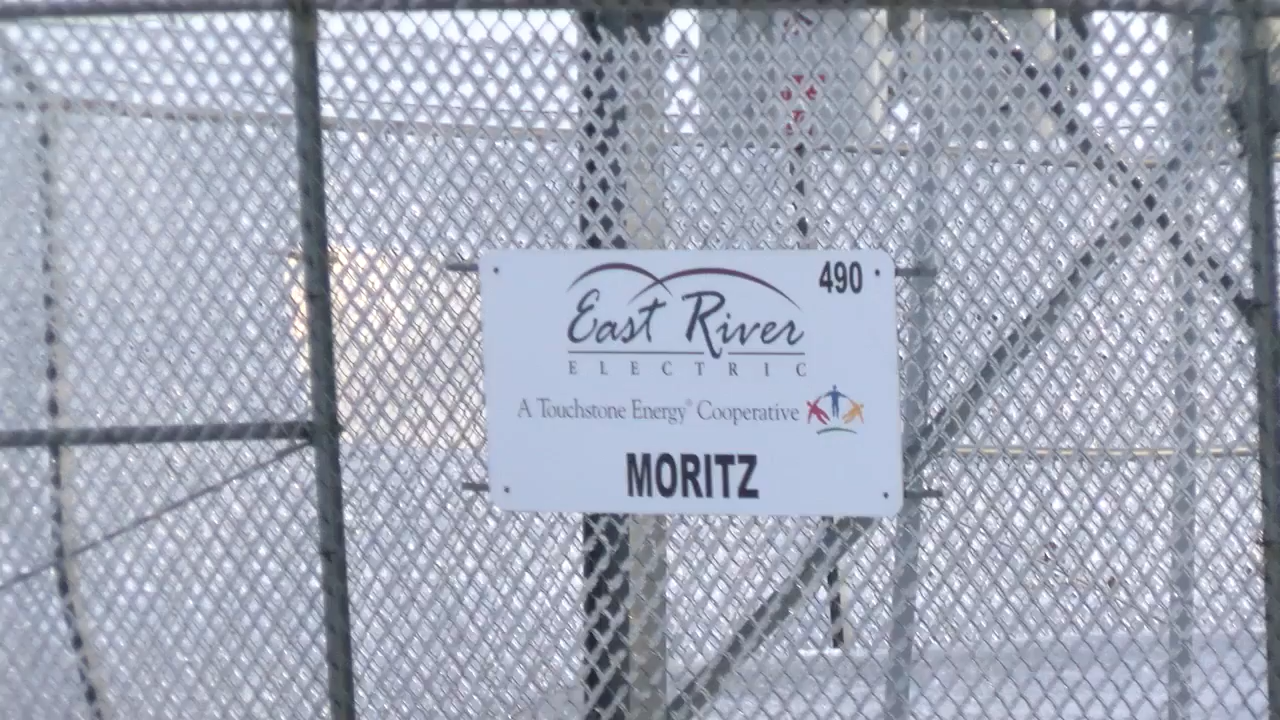 490
East River
ELECTRIC
A Touchstone Energy® Cooperative
MORITZ